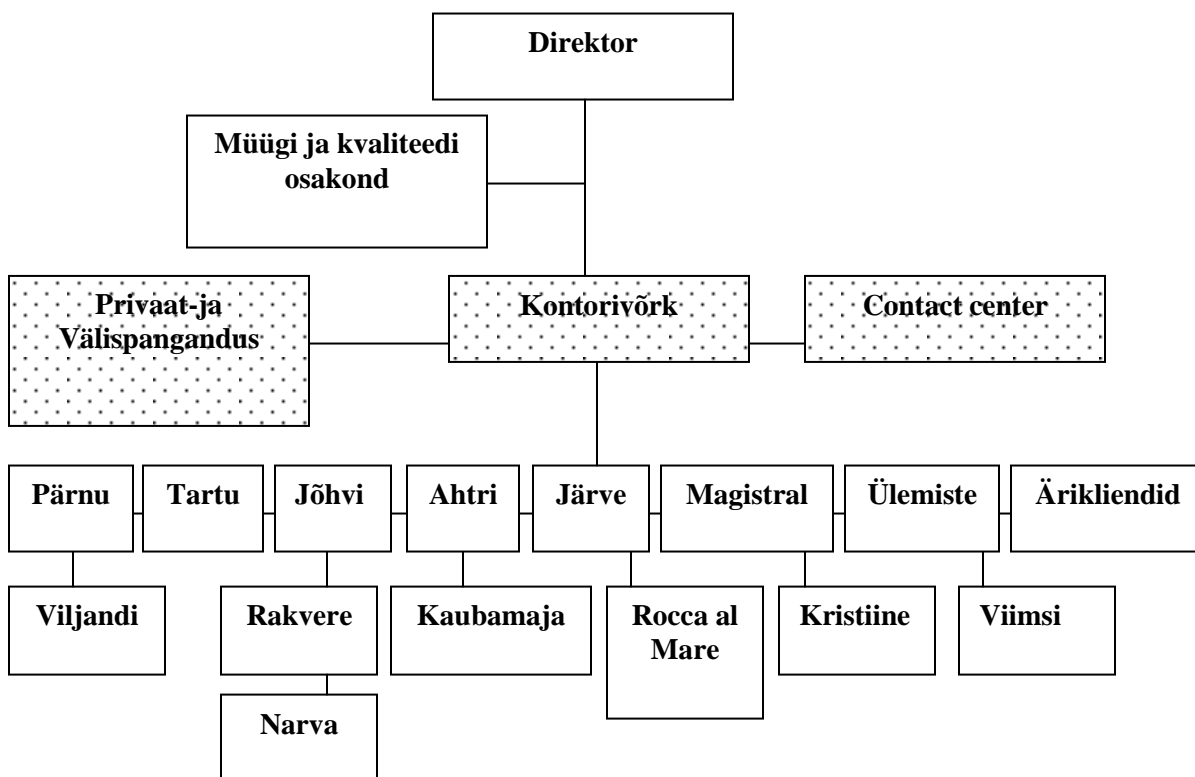 Direktor
Müügi ja kvaliteedi
osakond
Privaat-ja
Välispangandus
Kontorivõrk
Contact center
Pärnu
Tartu
Jõhvi
Ahtri
Järve
Magistral
Ülemiste
Ärikliendid
Viljandi
Rakvere
Kaubamaja
Rocca al
Mare
Kristiine
Viimsi
Narva